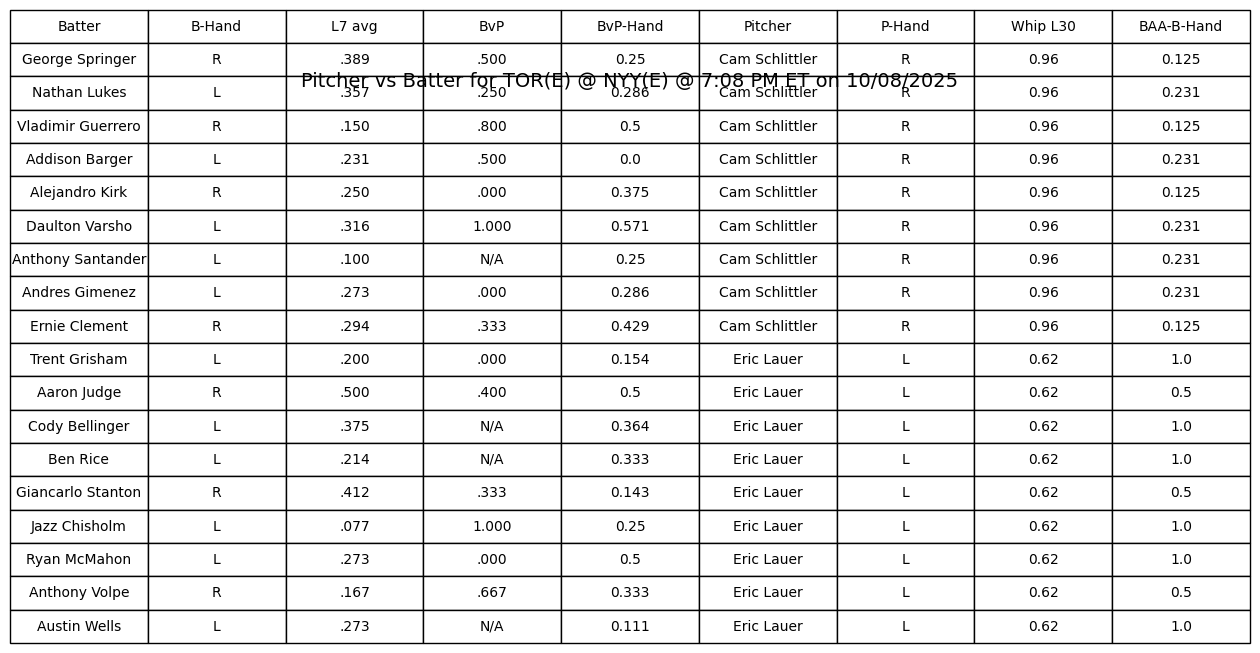 Batter B-Hand L7 avg BvP BvP-Hand Pitcher P-Hand Whip L30 BAA-B-Hand
George Springer R .389 .500 0.25 Cam Schlittler R 0.96 0.125
Pitcher vs Batter for TOR(E) @ NYY(E) @ 7:08 PM ET on 10/08/2025
Nathan Lukes L .357 .250 0.286 Cam Schlittler R 0.96 0.231
Vladimir Guerrero R .150 .800 0.5 Cam Schlittler R 0.96 0.125
Addison Barger L .231 .500 0.0 Cam Schlittler R 0.96 0.231
Alejandro Kirk R .250 .000 0.375 Cam Schlittler R 0.96 0.125
Daulton Varsho L .316 1.000 0.571 Cam Schlittler R 0.96 0.231
Anthony Santander L .100 N/A 0.25 Cam Schlittler R 0.96 0.231
Andres Gimenez L .273 .000 0.286 Cam Schlittler R 0.96 0.231
Ernie Clement R .294 .333 0.429 Cam Schlittler R 0.96 0.125
Trent Grisham L .200 .000 0.154 Eric Lauer L 0.62 1.0
Aaron Judge R .500 .400 0.5 Eric Lauer L 0.62 0.5
Cody Bellinger L .375 N/A 0.364 Eric Lauer L 0.62 1.0
Ben Rice L .214 N/A 0.333 Eric Lauer L 0.62 1.0
Giancarlo Stanton R .412 .333 0.143 Eric Lauer L 0.62 0.5
Jazz Chisholm L .077 1.000 0.25 Eric Lauer L 0.62 1.0
Ryan McMahon L .273 .000 0.5 Eric Lauer L 0.62 1.0
Anthony Volpe R .167 .667 0.333 Eric Lauer L 0.62 0.5
Austin Wells L .273 N/A 0.111 Eric Lauer L 0.62 1.0